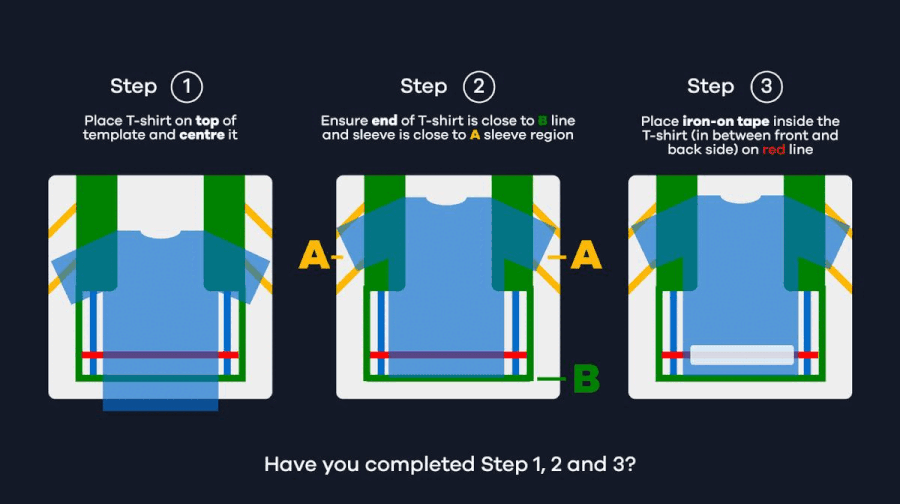 Step 1
Place T-shirt on top of
template and centre it
Step 2
Ensure end of T-shirt is close to B line
and sleeve is close to A sleeve region
Step 3
Place iron-on tape inside the
T-shirt (in between front and
back side) on red line
A
A
B
Have you completed Step 1, 2 and 3?